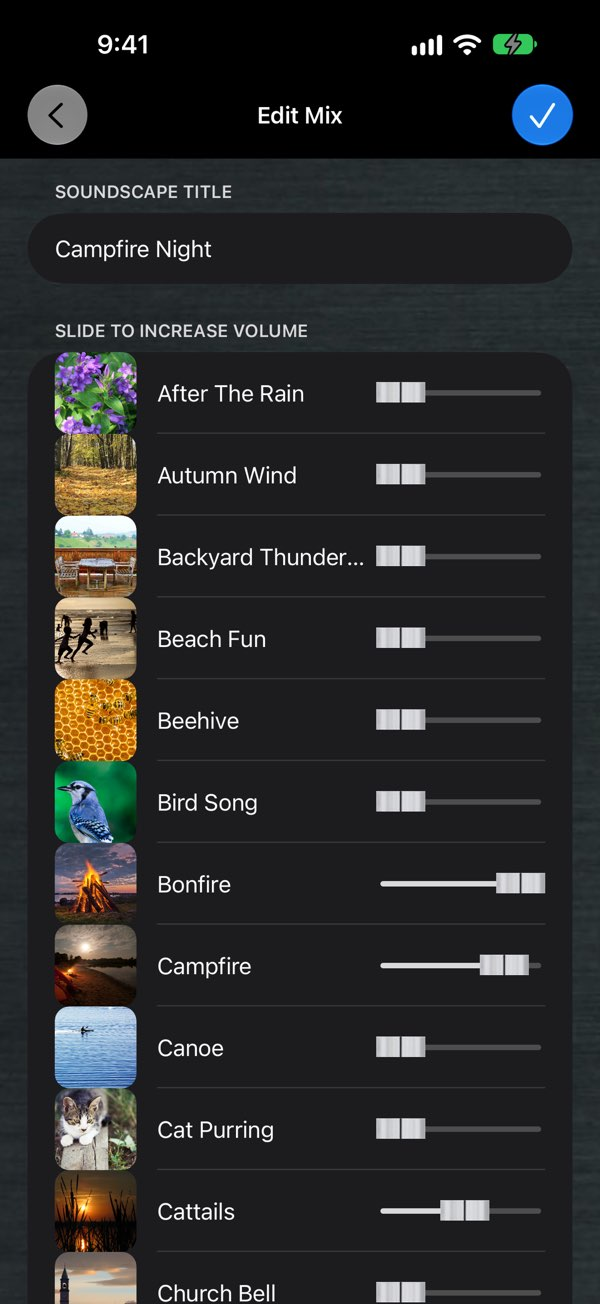 9:41
Edit Mix
SOUNDSCAPE TITLE
Campfire Night
SLIDE TO INCREASE VOLUME
After The Rain
Autumn Wind
Backyard Thunder...
Beach Fun
Beehive
Bird Song
Bonfire
Campfire
Canoe
Cat Purring
Cattails
Church Bell